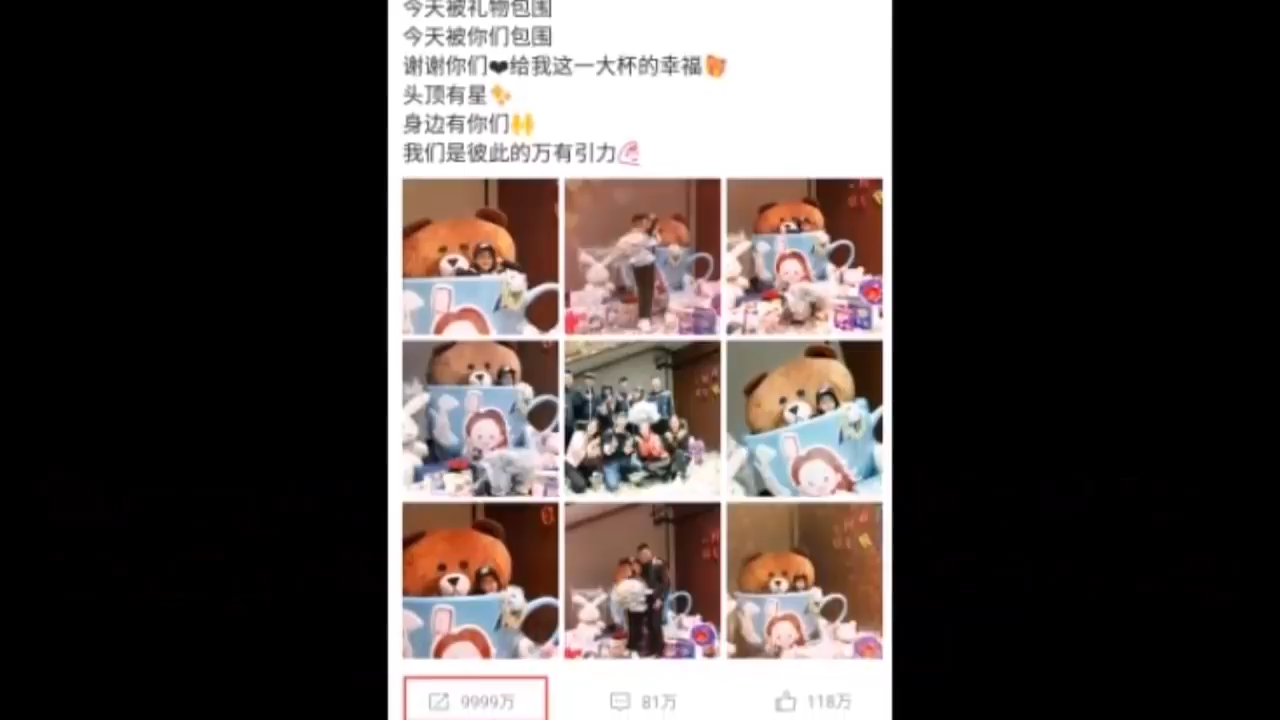 今天被礼物包围
今天被你们包围
谢谢你们❤给我这一大杯的幸福
头顶有星✨
身边有你们🙌
我们是彼此的万有引力💪
9999万
81万
118万